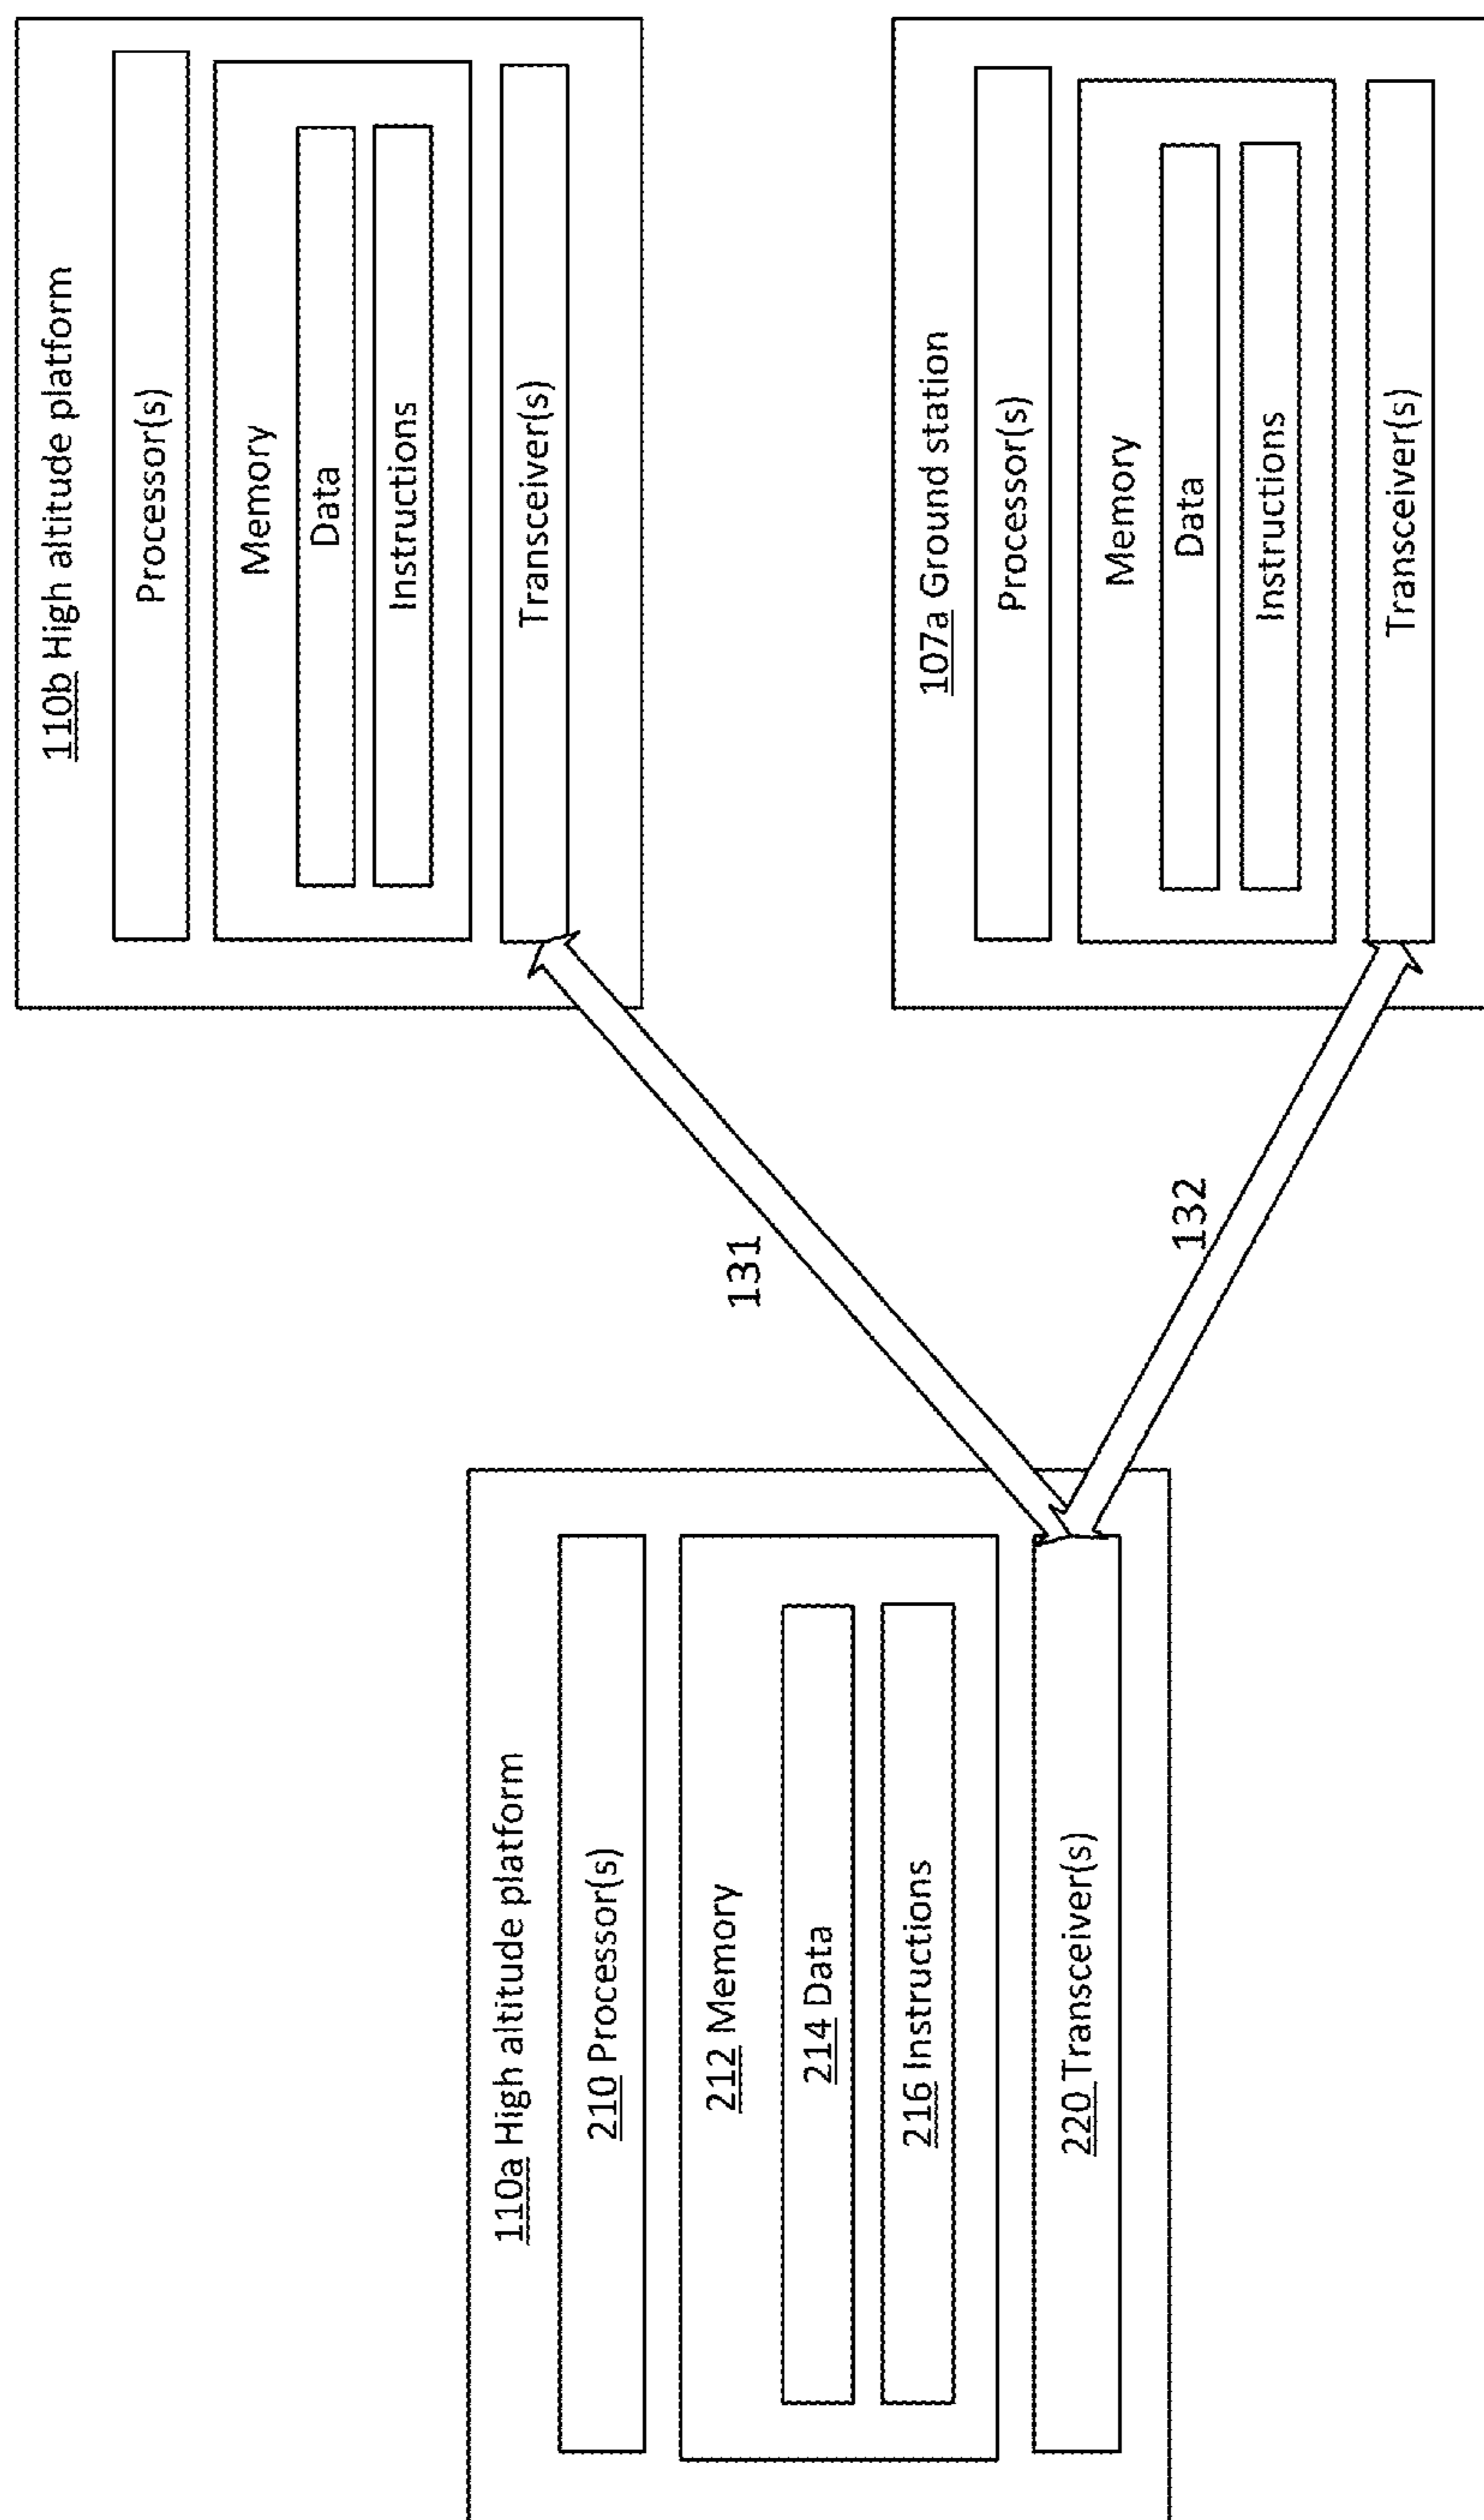 110a High altitude platform
210 Processor(s)
212 Memory
214 Data
216 Instructions
220 Transceiver(s)
131
132
110b High altitude platform
Processor(s)
Memory
Data
Instructions
Transceiver(s)
107a Ground station
Processor(s)
Memory
Data
Instructions
Transceiver(s)